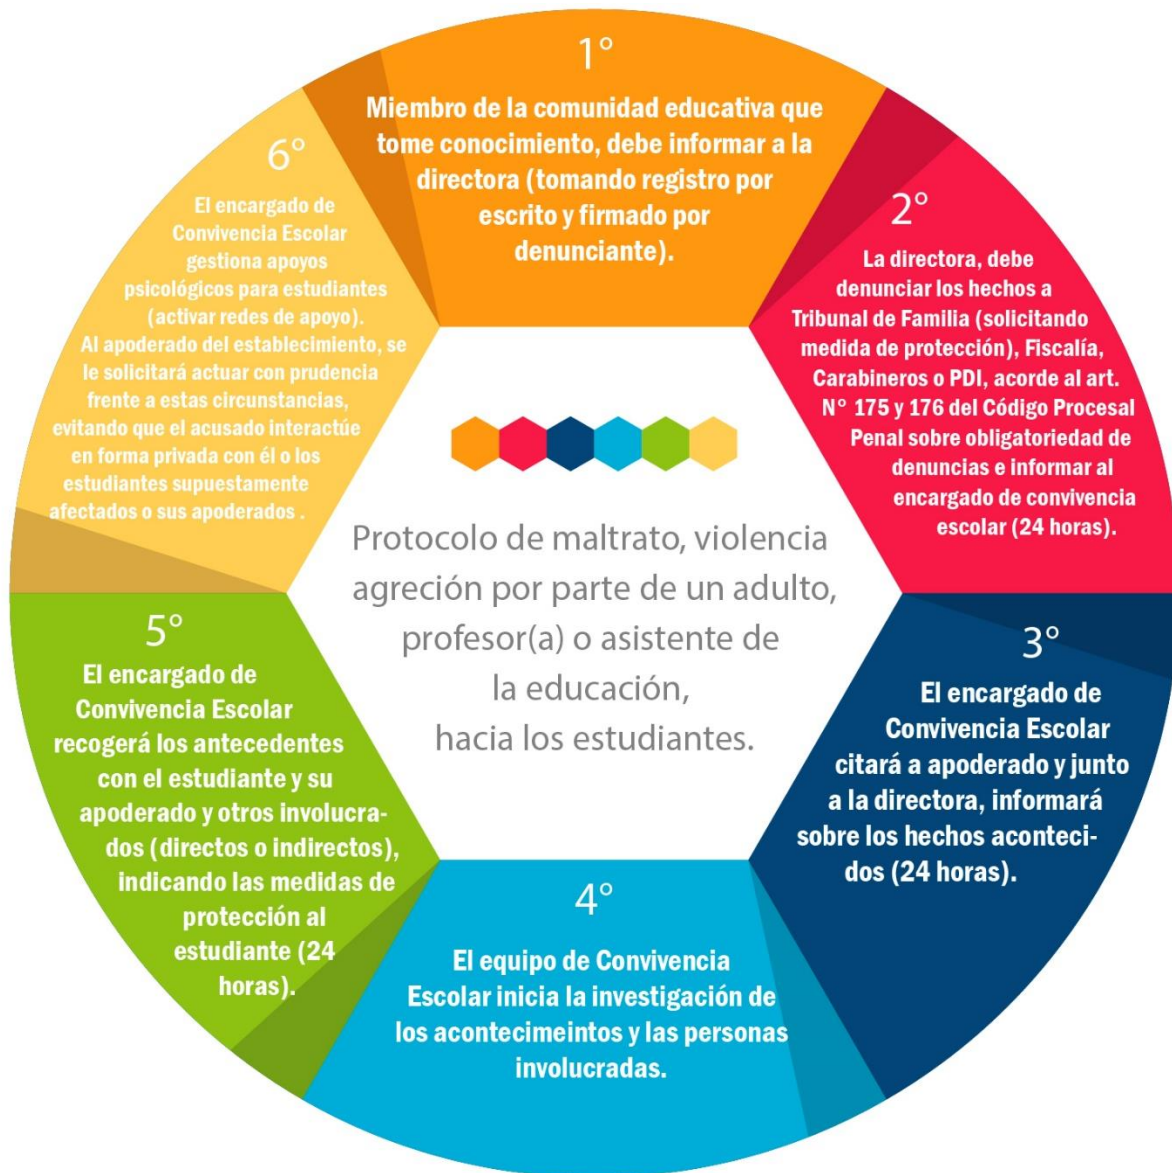 1°
Miembro de la comunidad educativa que
tome conocimiento, debe informar a la
directora (tomando registro por
escrito y firmado por
denunciante).
2°
La directora, debe
denunciar los hechos a
Tribunal de Familia (solicitando
medida de protección), Fiscalía,
Carabineros o PDI, acorde al art.
N° 175 y 176 del Código Procesal
Penal sobre obligatoriedad de
denuncias e informar al
encargado de convivencia
escolar (24 horas).
3°
El encargado de
Convivencia Escolar
citará a apoderado y junto
a la directora, informará
sobre los hechos aconteci-
dos (24 horas).
4°
El equipo de Convivencia
Escolar inicia la investigación de
los acontecimeintos y las personas
involucradas.
5°
El encargado de
Convivencia Escolar
recogerá los antecedentes
con el estudiante y su
apoderado y otros involucra-
dos (directos o indirectos),
indicando las medidas de
protección al
estudiante (24
horas).
6°
El encargado de
Convivencia Escolar
gestiona apoyos
psicológicos para estudiantes
(activar redes de apoyo).
Al apoderado del establecimiento, se
le solicitará actuar con prudencia
frente a estas circunstancias,
evitando que el acusado interactúe
en forma privada con él o los
estudiantes supuestamente
afectados o sus apoderados .
Protocolo de maltrato, violencia
agreción por parte de un adulto,
profesor(a) o asistente de
la educación,
hacia los estudiantes.